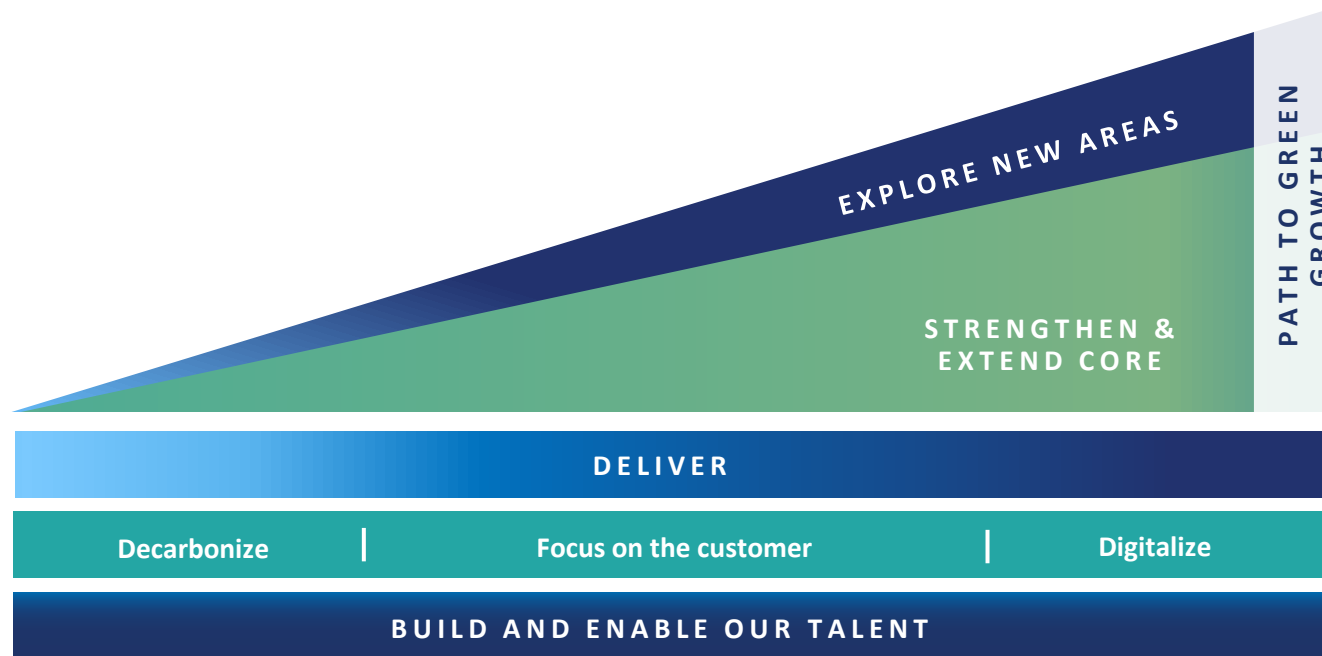 EXPLORE NEW AREAS
PATH TO GREEN
GROWTH
STRENGTHEN &
EXTEND CORE
DELIVER
Decarbonize | Focus on the customer | Digitalize
BUILD AND ENABLE OUR TALENT